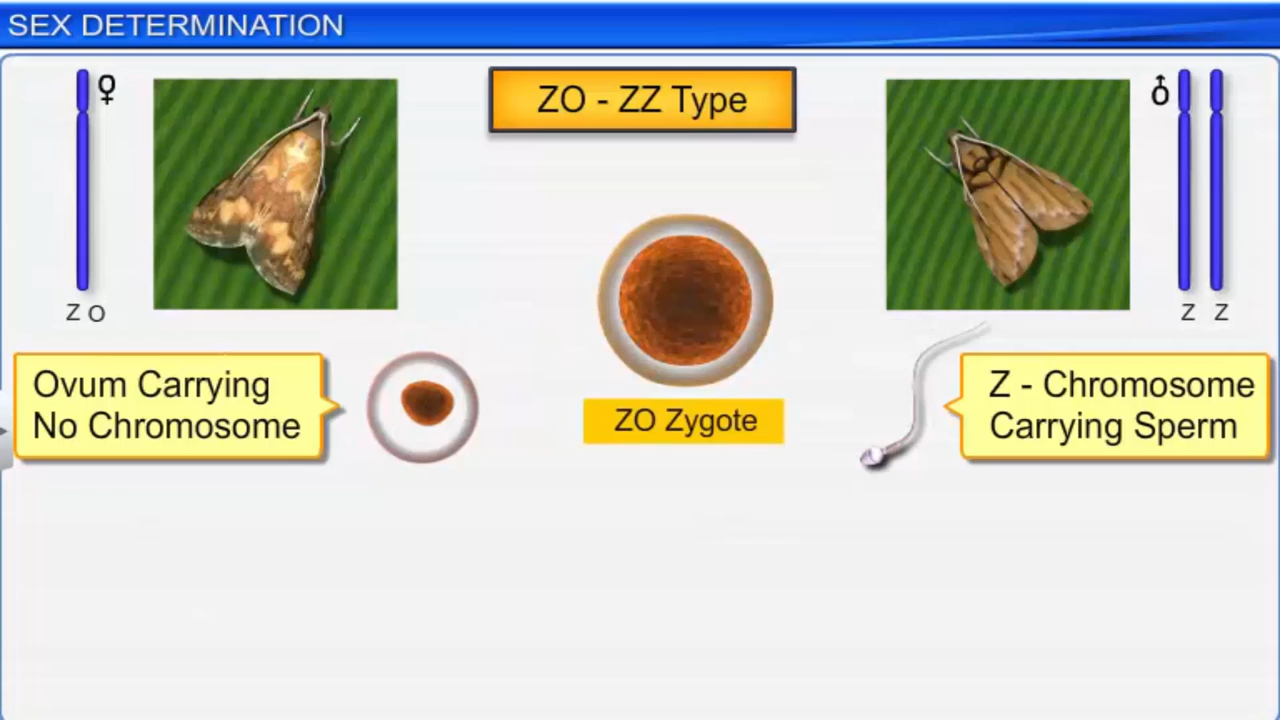 SEX DETERMINATION
♀
ZO - ZZ Type
♂
Z O
Z Z
Ovum Carrying
No Chromosome
ZO Zygote
Z - Chromosome
Carrying Sperm